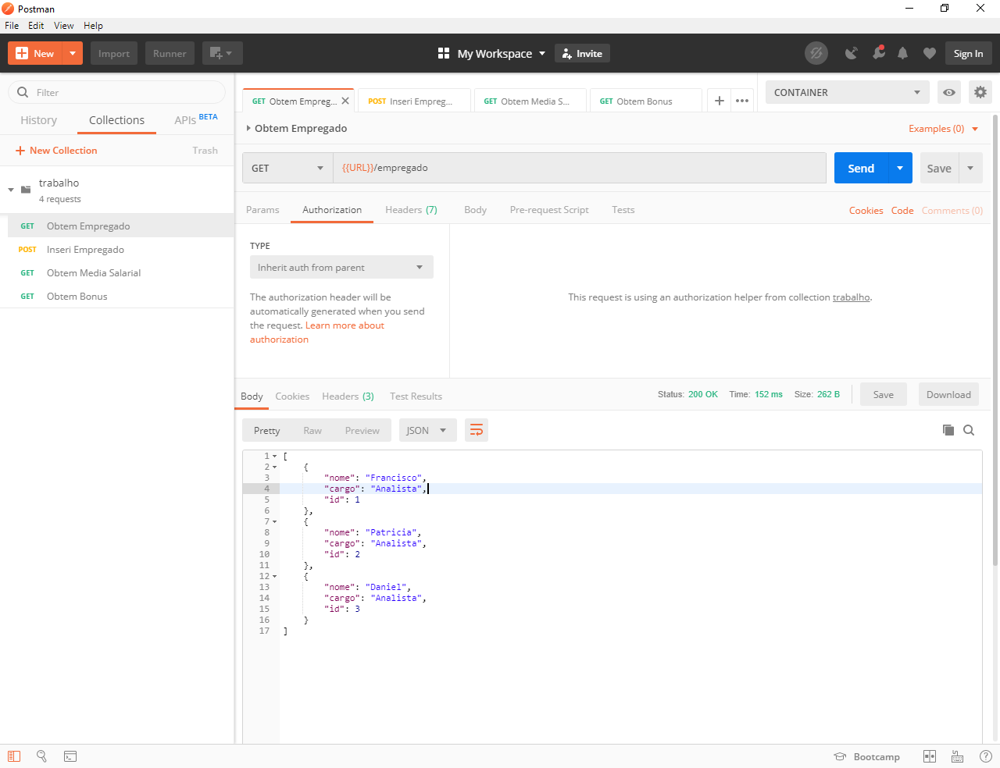 Postman
File Edit View Help
New Import Runner My Workspace Invite Sign In
Filter
History Collections APIs BETA
New Collection Trash
trabalho
4 requests
GET Obtem Empregado
POST Inseri Empregado
GET Obtem Media Salarial
GET Obtem Bonus
GET Obtem Empreg... POST Inseri Empreg... GET Obtem Media S... GET Obtem Bonus
CONTAINER
Obtem Empregado Examples (0)
GET {{URL}}/empregado Send Save
Params Authorization Headers (7) Body Pre-request Script Tests Cookies Code Comments (0)
TYPE
Inherit auth from parent
The authorization header will be
automatically generated when you send
the request. Learn more about
authorization
This request is using an authorization helper from collection trabalho.
Body Cookies Headers (3) Test Results Status: 200 OK Time: 152 ms Size: 262 B Save Download
Pretty Raw Preview JSON
1 [
2 {
3 "nome": "Francisco",
4 "cargo": "Analista",
5 "id": 1
6 },
7 {
8 "nome": "Patricia",
9 "cargo": "Analista",
10 "id": 2
11 },
12 {
13 "nome": "Daniel",
14 "cargo": "Analista",
15 "id": 3
16 }
17 ]
Bootcamp